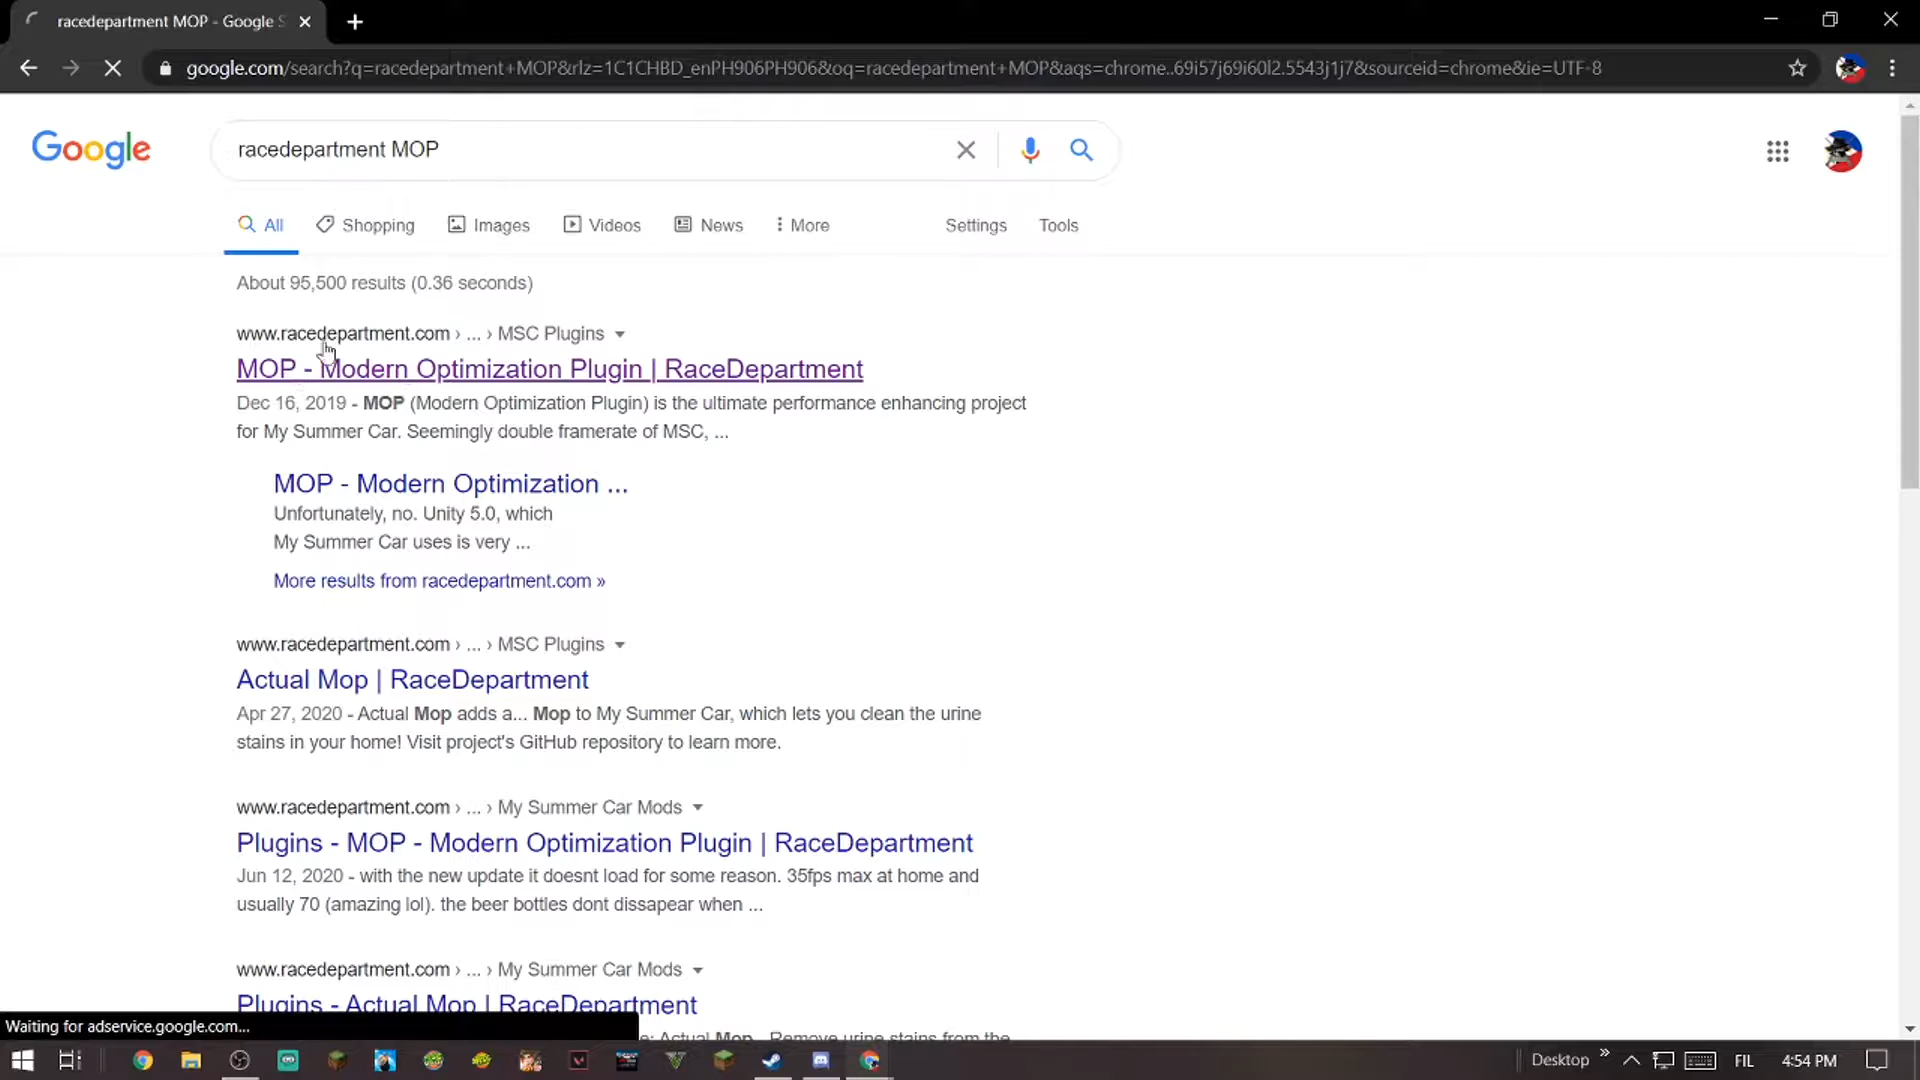 racedepartment MOP - Google S
google.com/search?q=racedepartment+MOP&rlz=1C1CHBD_enPH906PH906&oq=racedepartment+MOP&aqs=chrome..69i57j69i60l2.5543j1j7&sourceid=chrome&ie=UTF-8
Google
racedepartment MOP
All Shopping Images Videos News More Settings Tools
About 95,500 results (0.36 seconds)
www.racedepartment.com › ... › MSC Plugins
MOP - Modern Optimization Plugin | RaceDepartment
Dec 16, 2019 - MOP (Modern Optimization Plugin) is the ultimate performance enhancing project
for My Summer Car. Seemingly double framerate of MSC, ...
MOP - Modern Optimization ...
Unfortunately, no. Unity 5.0, which
My Summer Car uses is very ...
More results from racedepartment.com »
www.racedepartment.com › ... › MSC Plugins
Actual Mop | RaceDepartment
Apr 27, 2020 - Actual Mop adds a... Mop to My Summer Car, which lets you clean the urine
stains in your home! Visit project's GitHub repository to learn more.
www.racedepartment.com › ... › My Summer Car Mods
Plugins - MOP - Modern Optimization Plugin | RaceDepartment
Jun 12, 2020 - with the new update it doesnt load for some reason. 35fps max at home and
usually 70 (amazing lol). the beer bottles dont dissapear when ...
www.racedepartment.com › ... › My Summer Car Mods
Plugins - Actual Mop | RaceDepartment
Actual Mop - Remove urine stains from the
Waiting for adservice.google.com...
Desktop » FIL 4:54 PM